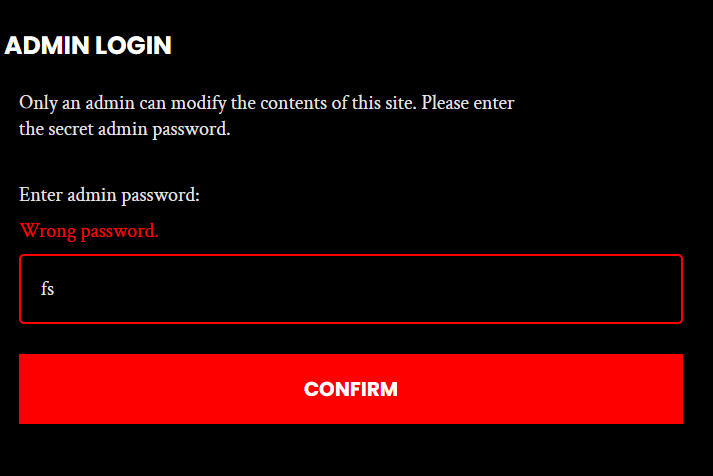 ADMIN LOGIN
Only an admin can modify the contents of this site. Please enter
the secret admin password.
Enter admin password:
Wrong password.
fs
CONFIRM